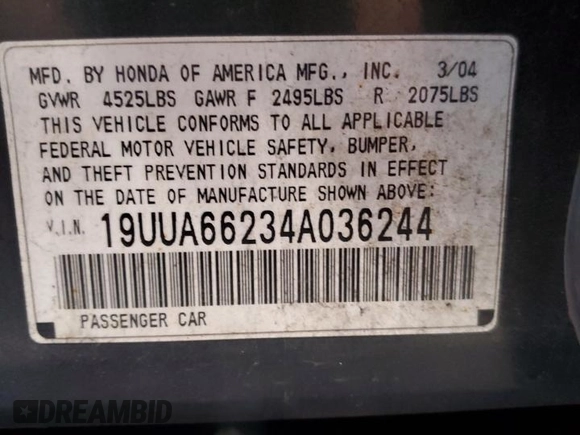 MFD. BY HONDA OF AMERICA MFG., INC. 3/04
GVWR 4525LBS GAWR F 2495LBS R 2075LBS
THIS VEHICLE CONFORMS TO ALL APPLICABLE
FEDERAL MOTOR VEHICLE SAFETY, BUMPER,
AND THEFT PREVENTION STANDARDS IN EFFECT
ON THE DATE OF MANUFACTURE SHOWN ABOVE:
V.I.N. 19UUA66234A036244
PASSENGER CAR
DREAMBID